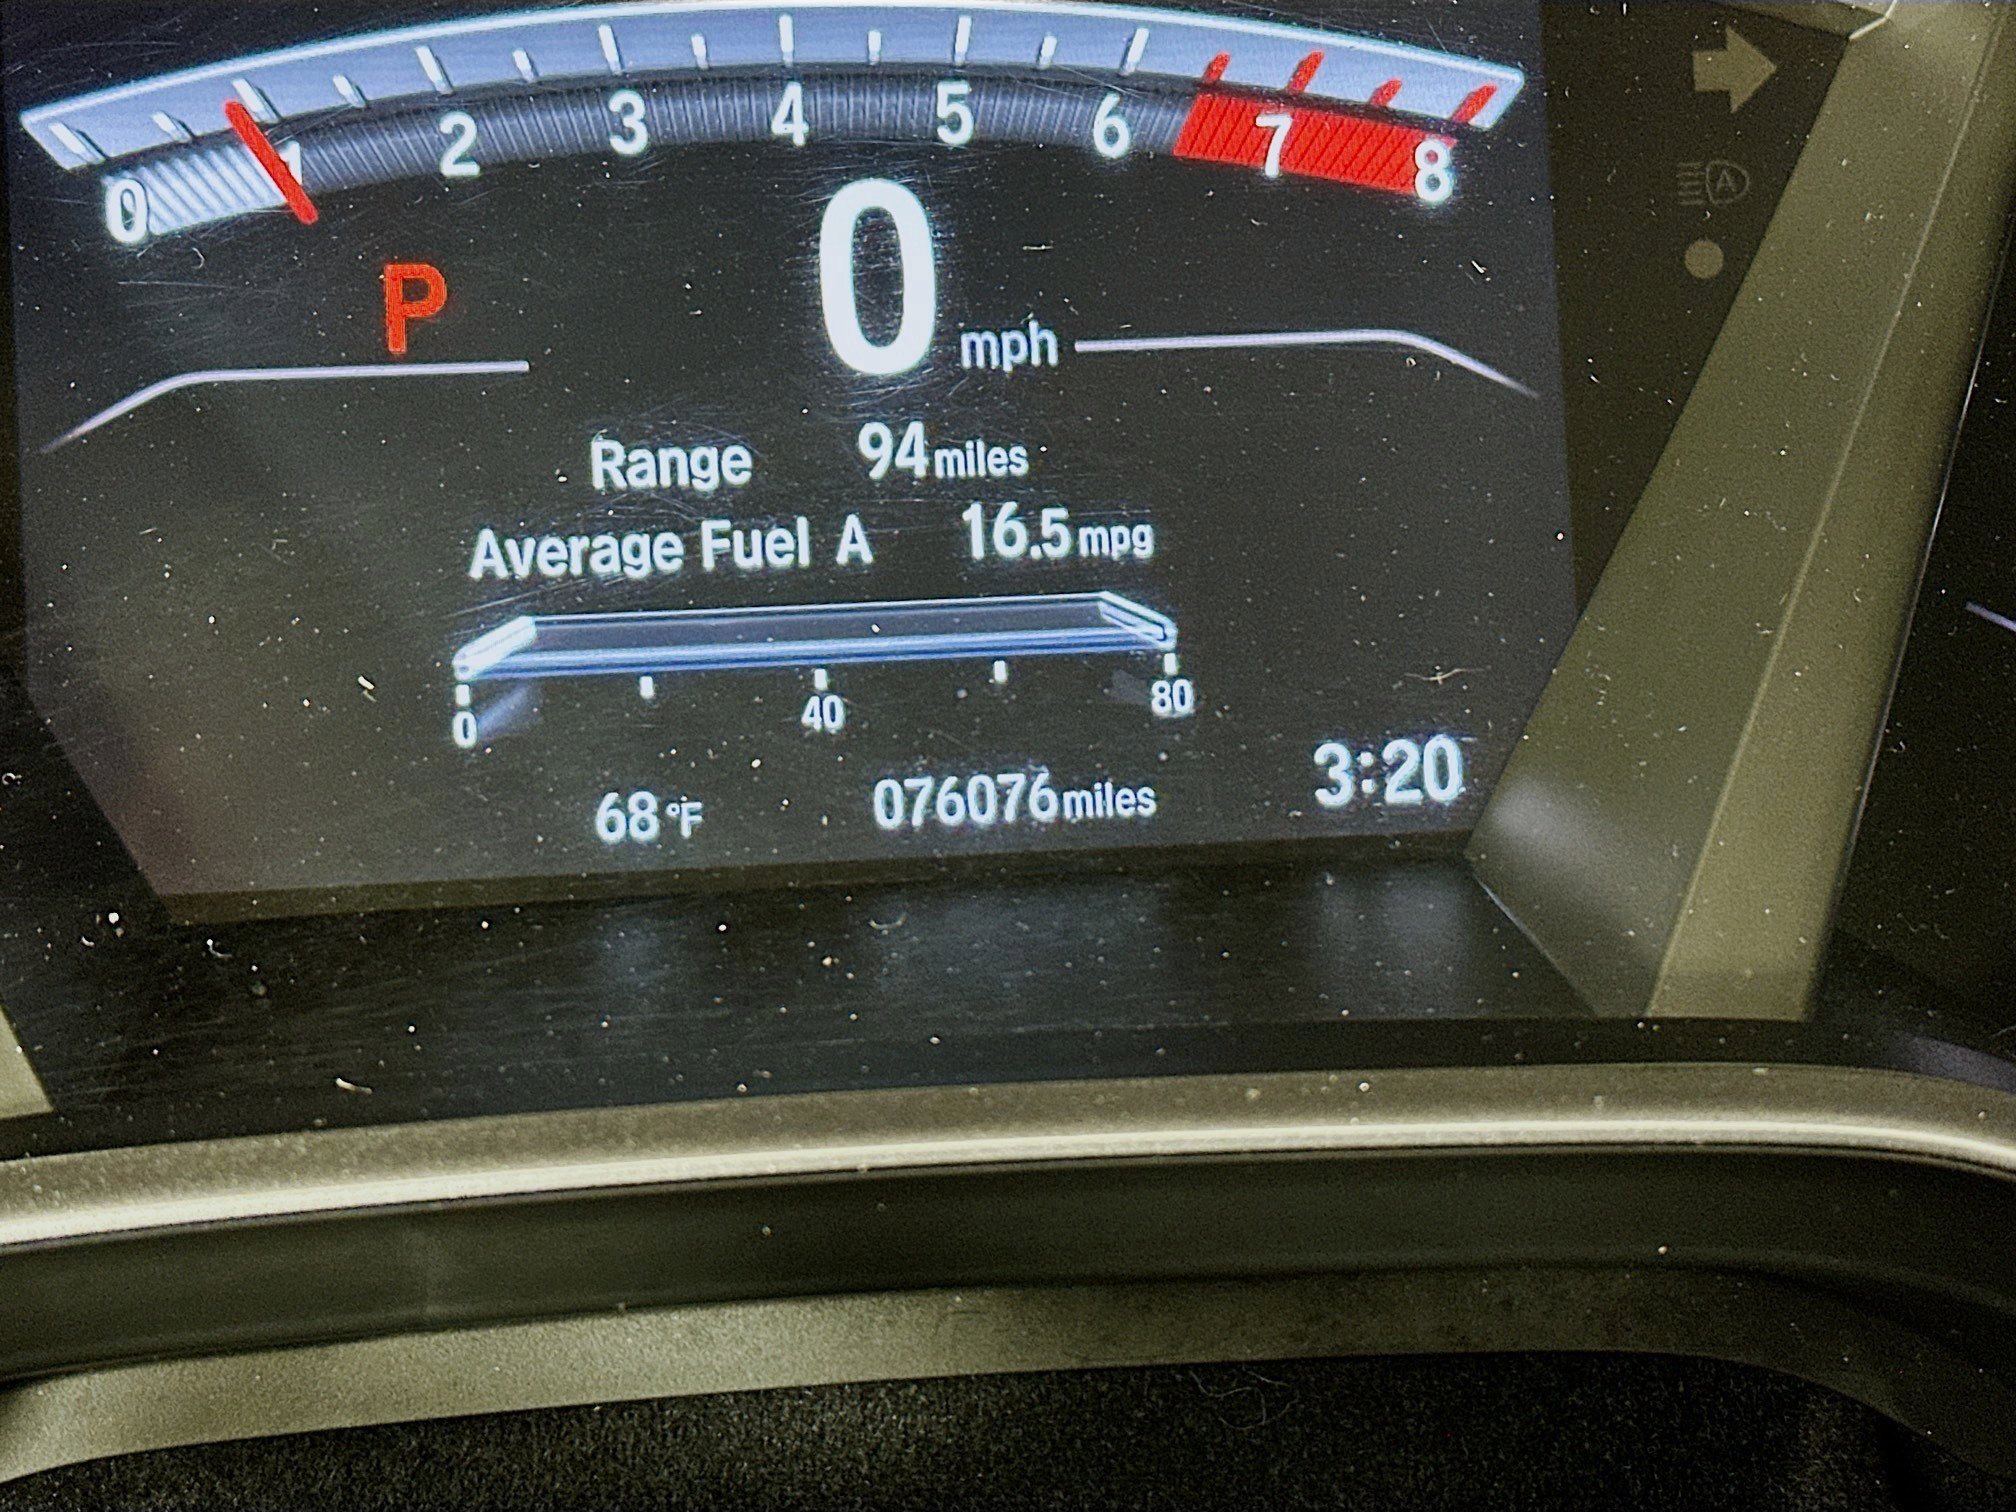 0 1 2 3 4 5 6 7 8
P
0 mph
Range 94 miles
Average Fuel A 16.5 mpg
0 40 80
68 °F 076076 miles 3:20
A